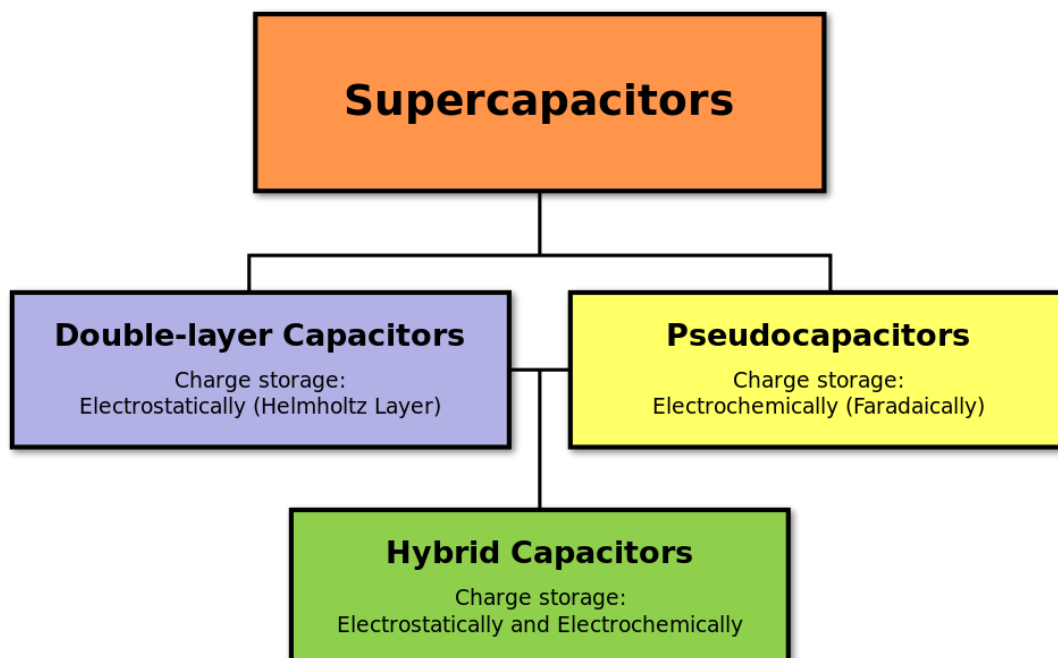 Supercapacitors
Double-layer Capacitors
Charge storage:
Electrostatically (Helmholtz Layer)
Pseudocapacitors
Charge storage:
Electrochemically (Faradaically)
Hybrid Capacitors
Charge storage:
Electrostatically and Electrochemically